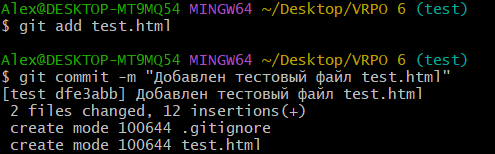 Alex@DESKTOP-MT9MQ54 MINGW64 ~/Desktop/VRPO 6 (test)
$ git add test.html
Alex@DESKTOP-MT9MQ54 MINGW64 ~/Desktop/VRPO 6 (test)
$ git commit -m "Добавлен тестовый файл test.html"
[test dfe3abb] Добавлен тестовый файл test.html
 2 files changed, 12 insertions(+)
 create mode 100644 .gitignore
 create mode 100644 test.html